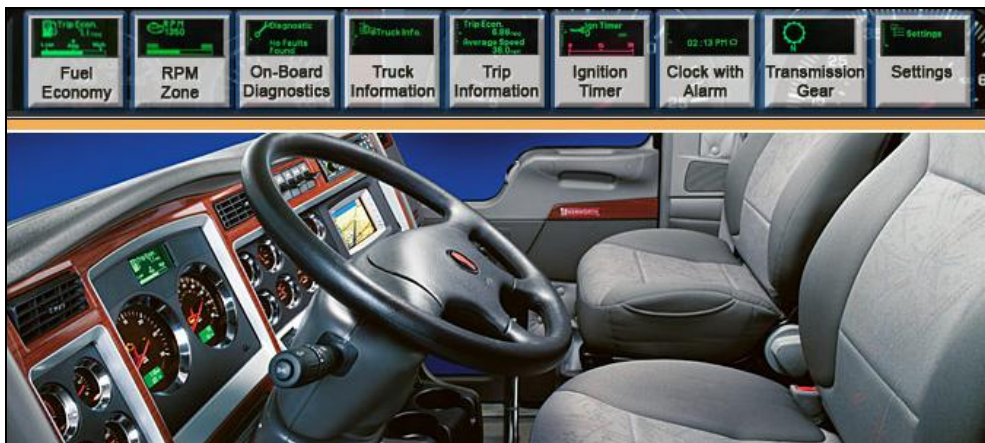 Trip Econ.
Fuel
Economy
RPM
1350
RPM
Zone
Diagnostic
No Faults
Found
On-Board
Diagnostics
Truck Info.
Truck
Information
Trip Econ.
Average Speed
Trip
Information
Ign Timer
Ignition
Timer
02:13 PM
Clock with
Alarm
N
Transmission
Gear
Settings
Settings
KENWORTH